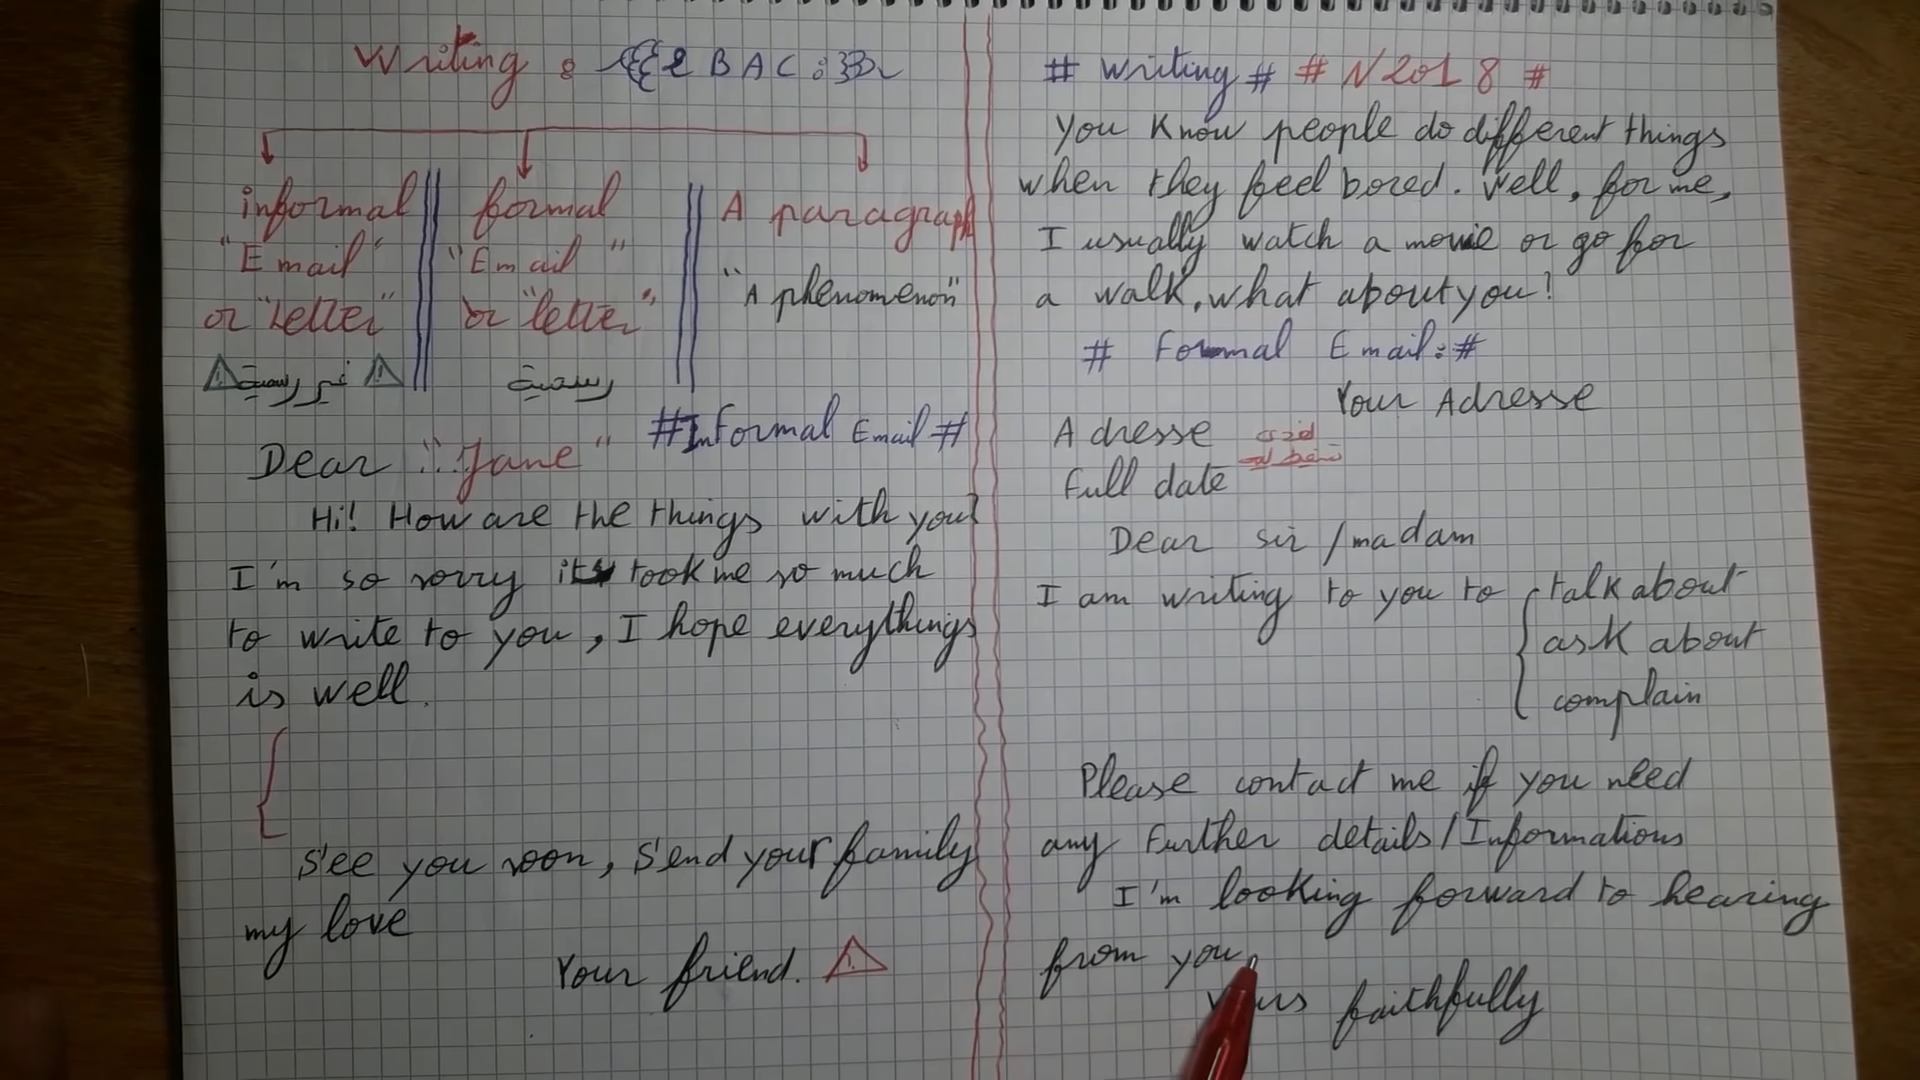 Writing : 2 BAC :
informal
"Email"
or "Letter"
غير رسمية
formal
"Email"
or "letter"
رسمية
A paragraph
"A phenomenon"
#Informal Email #
Dear "Jane"
Hi! How are the things with you?
I'm so sorry it took me so much
to write to you, I hope everythings
is well.
See you soon, Send your family
my love
Your friend.
# Writing # # N2018 #
You know people do different things
when they feel bored. Well, for me,
I usually watch a movie or go for
a walk, what about you?
# Formal Email: #
Your Adresse
Adresse
Full date
Dear sir /madam
I am writing to you to talk about
ask about
complain
Please contact me if you need
any Further details/Informations
I'm looking forward to hearing
from you,
Yours faithfully